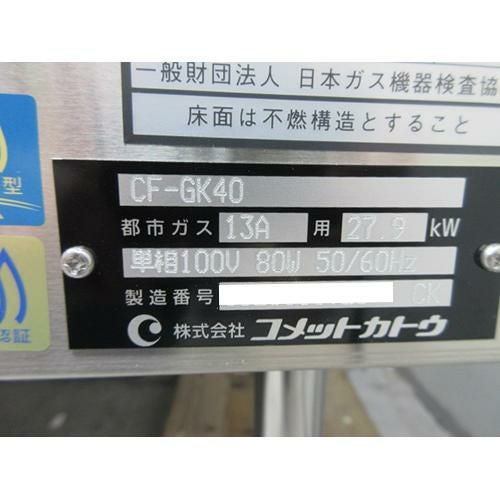 一般財団法人 日本ガス機器検査協
床面は不燃構造とすること
型
認証
CF-GK40
都市ガス 13A 用 27.9 kW
単相100V 80W 50/60Hz
製造番号 CK
株式会社 コメットカトウ